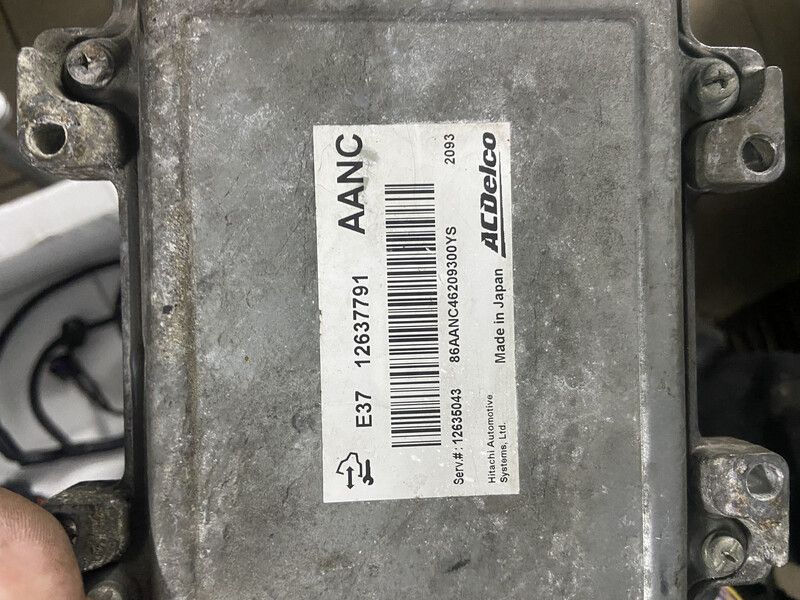 E37 12637791 AANC
Serv.#: 12635043 86AANC46209300YS 2093
Hitachi Automotive
Systems, Ltd.
Made in Japan ACDelco